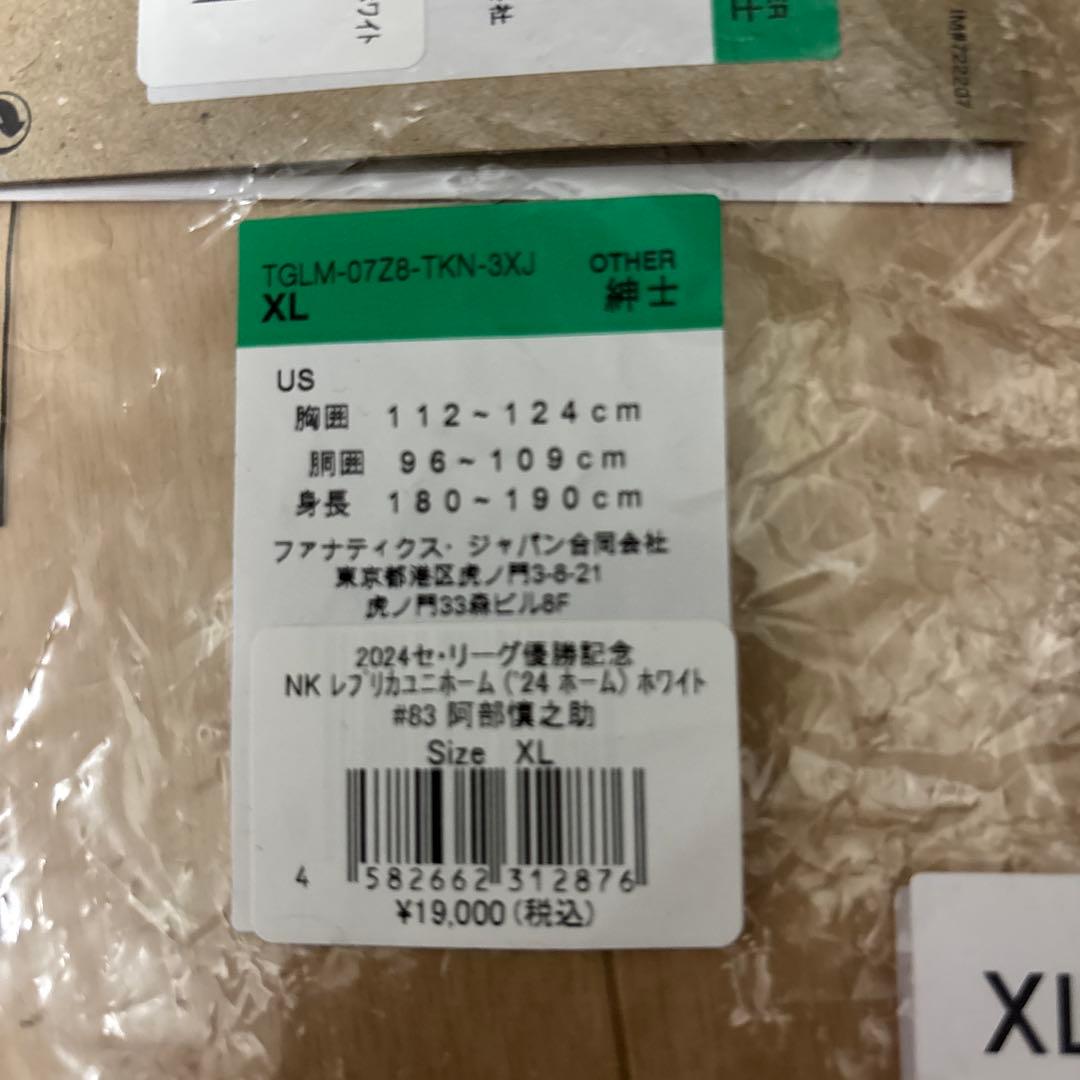 ホワイト
社
士
IM#722207
TGLM-07Z8-TKN-3XJ OTHER
XL 紳士
US
胸囲 112~124cm
胴囲 96~109cm
身長 180~190cm
ファナティクス・ジャパン合同会社
東京都港区虎ノ門3-8-21
虎ノ門33森ビル8F
2024セ・リーグ優勝記念
NK レプリカユニホーム ('24 ホーム) ホワイト
#83 阿部慎之助
Size XL
4 582662 312876
¥19,000(税込)
XL